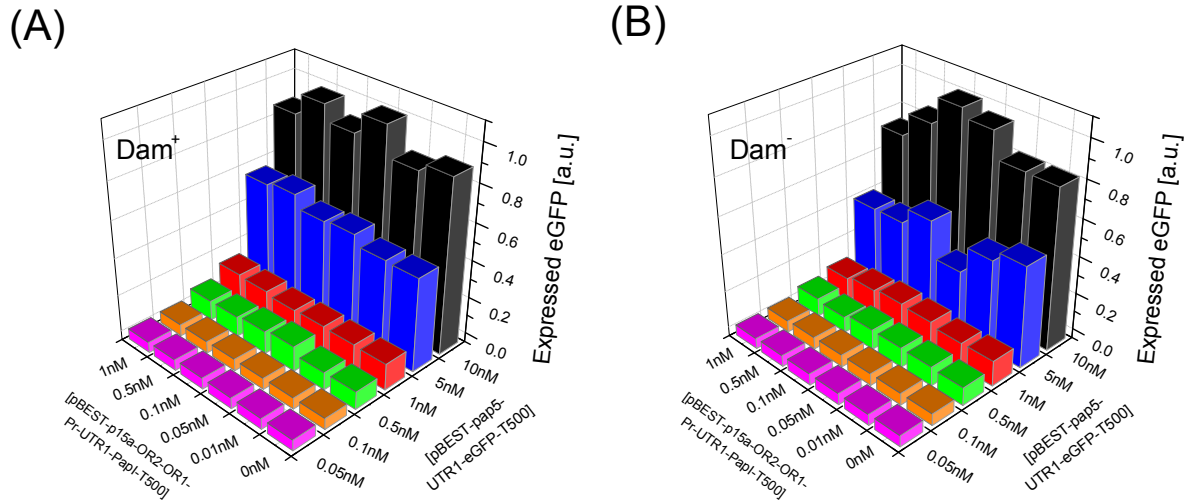 (A)
Dam+
1.0
0.8
0.6
0.4
0.2
0.0
Expressed eGFP [a.u.]
10nM
5nM
1nM
0.5nM
0.1nM
0.05nM
[pBEST-pap5-
UTR1-eGFP-T500]
1nM
0.5nM
0.1nM
0.05nM
0.01nM
0nM
[pBEST-p15a-OR2-OR1-
Pr-UTR1-PapI-T500]
(B)
Dam-
1.0
0.8
0.6
0.4
0.2
0.0
Expressed eGFP [a.u.]
10nM
5nM
1nM
0.5nM
0.1nM
0.05nM
[pBEST-pap5-
UTR1-eGFP-T500]
1nM
0.5nM
0.1nM
0.05nM
0.01nM
0nM
[pBEST-p15a-OR2-OR1-
Pr-UTR1-PapI-T500]